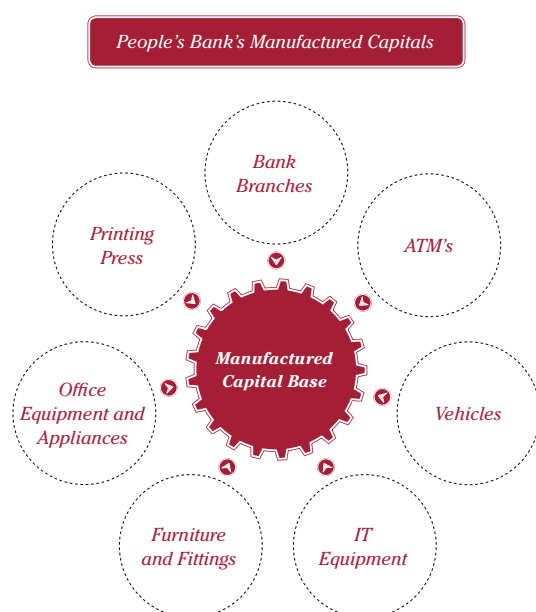 People's Bank's Manufactured Capitals
Bank
Branches
Printing
Press
ATM's
Manufactured
Capital Base
Office
Equipment and
Appliances
Vehicles
Furniture
and Fittings
IT
Equipment